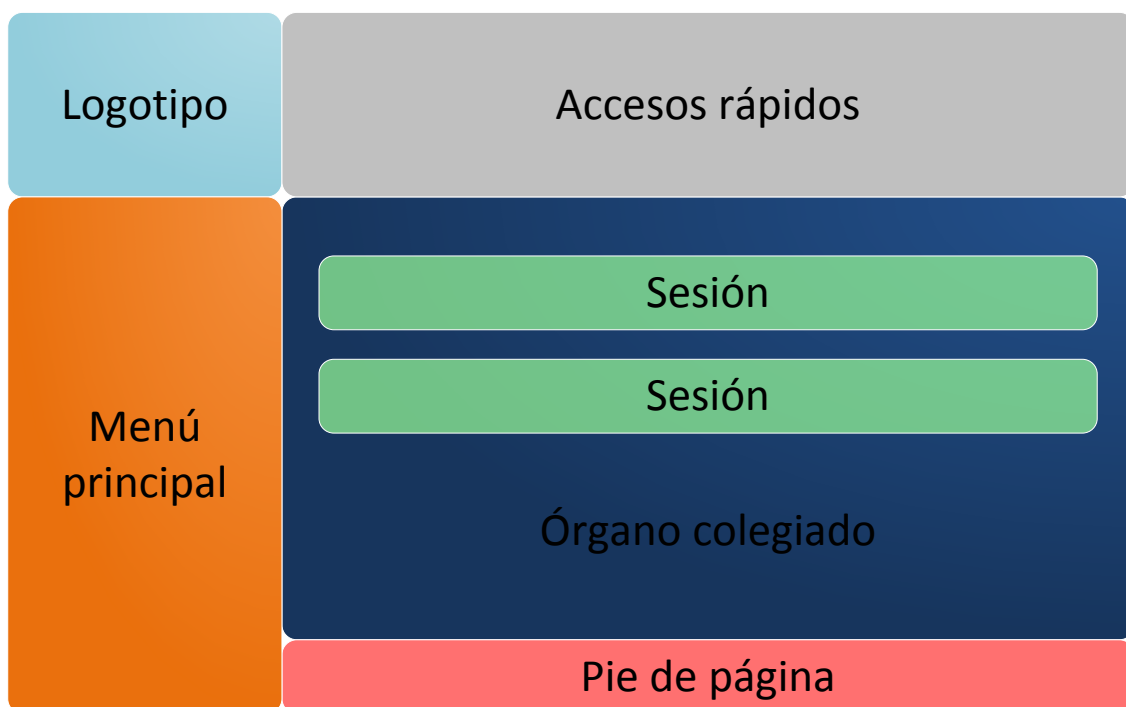 Logotipo
Accesos rápidos
Sesión
Sesión
Menú
principal
Órgano colegiado
Pie de página